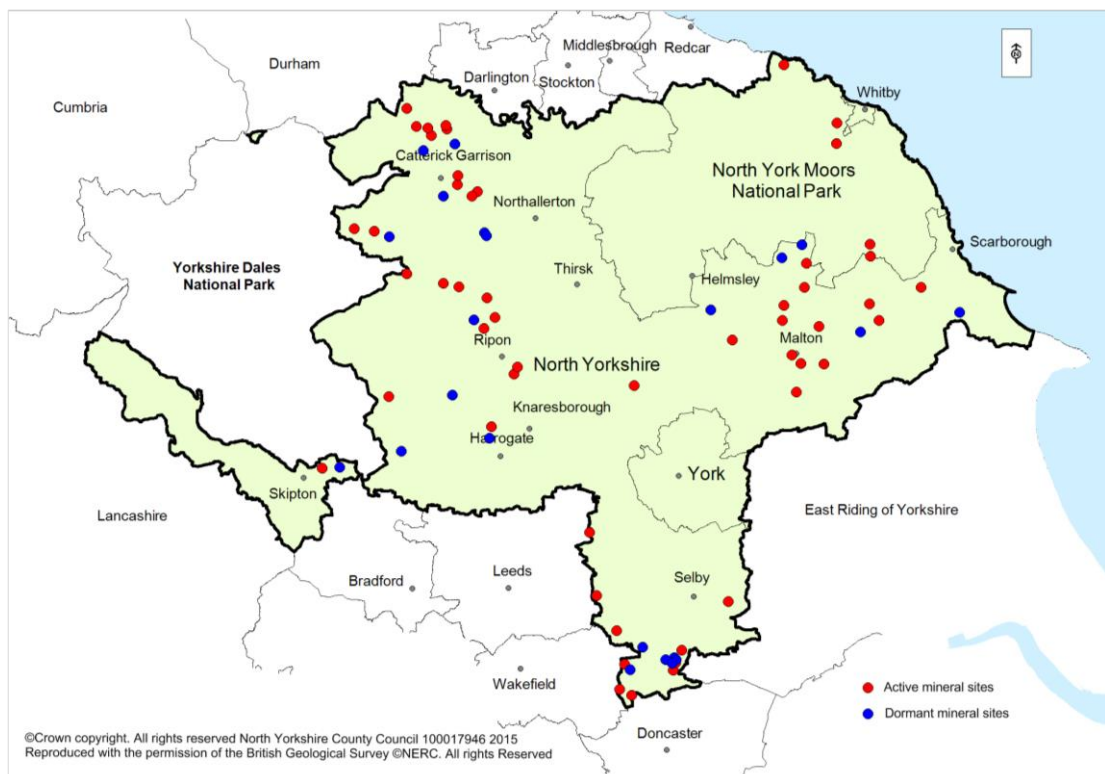 Middlesbrough
Redcar
Durham
Darlington
Stockton
Cumbria
Whitby
Catterick Garrison
North York Moors
National Park
Northallerton
Scarborough
Yorkshire Dales
National Park
Thirsk
Helmsley
Ripon
Malton
North Yorkshire
Knaresborough
Harrogate
York
Skipton
Lancashire
East Riding of Yorkshire
Bradford
Leeds
Selby
Wakefield
Active mineral sites
Dormant mineral sites
Doncaster
©Crown copyright. All rights reserved North Yorkshire County Council 100017946 2015
Reproduced with the permission of the British Geological Survey ©NERC. All rights Reserved